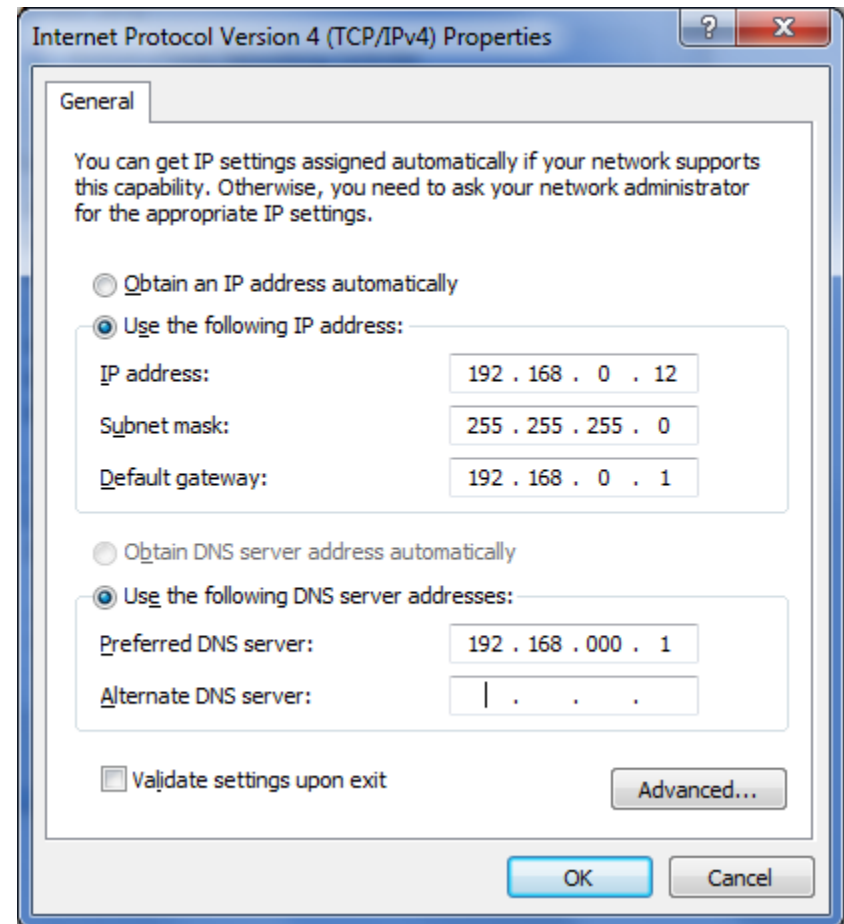 Internet Protocol Version 4 (TCP/IPv4) Properties
? X
General
You can get IP settings assigned automatically if your network supports
this capability. Otherwise, you need to ask your network administrator
for the appropriate IP settings.
Obtain an IP address automatically
Use the following IP address:
IP address: 192 . 168 . 0 . 12
Subnet mask: 255 . 255 . 255 . 0
Default gateway: 192 . 168 . 0 . 1
Obtain DNS server address automatically
Use the following DNS server addresses:
Preferred DNS server: 192 . 168 . 000 . 1
Alternate DNS server: . . .
Validate settings upon exit
Advanced...
OK Cancel